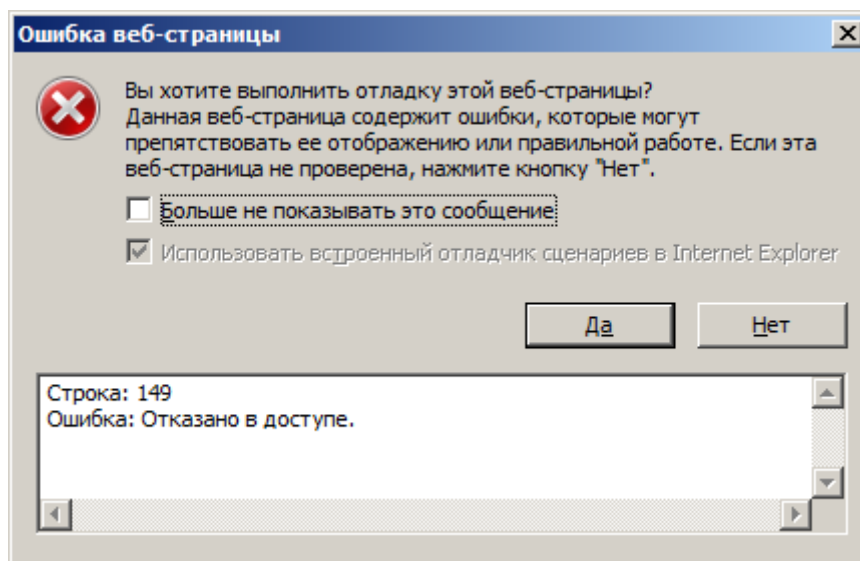 Ошибка веб-страницы
Вы хотите выполнить отладку этой веб-страницы?
Данная веб-страница содержит ошибки, которые могут
препятствовать ее отображению или правильной работе. Если эта
веб-страница не проверена, нажмите кнопку "Нет".
Больше не показывать это сообщение
Использовать встроенный отладчик сценариев в Internet Explorer
Да
Нет
Строка: 149
Ошибка: Отказано в доступе.